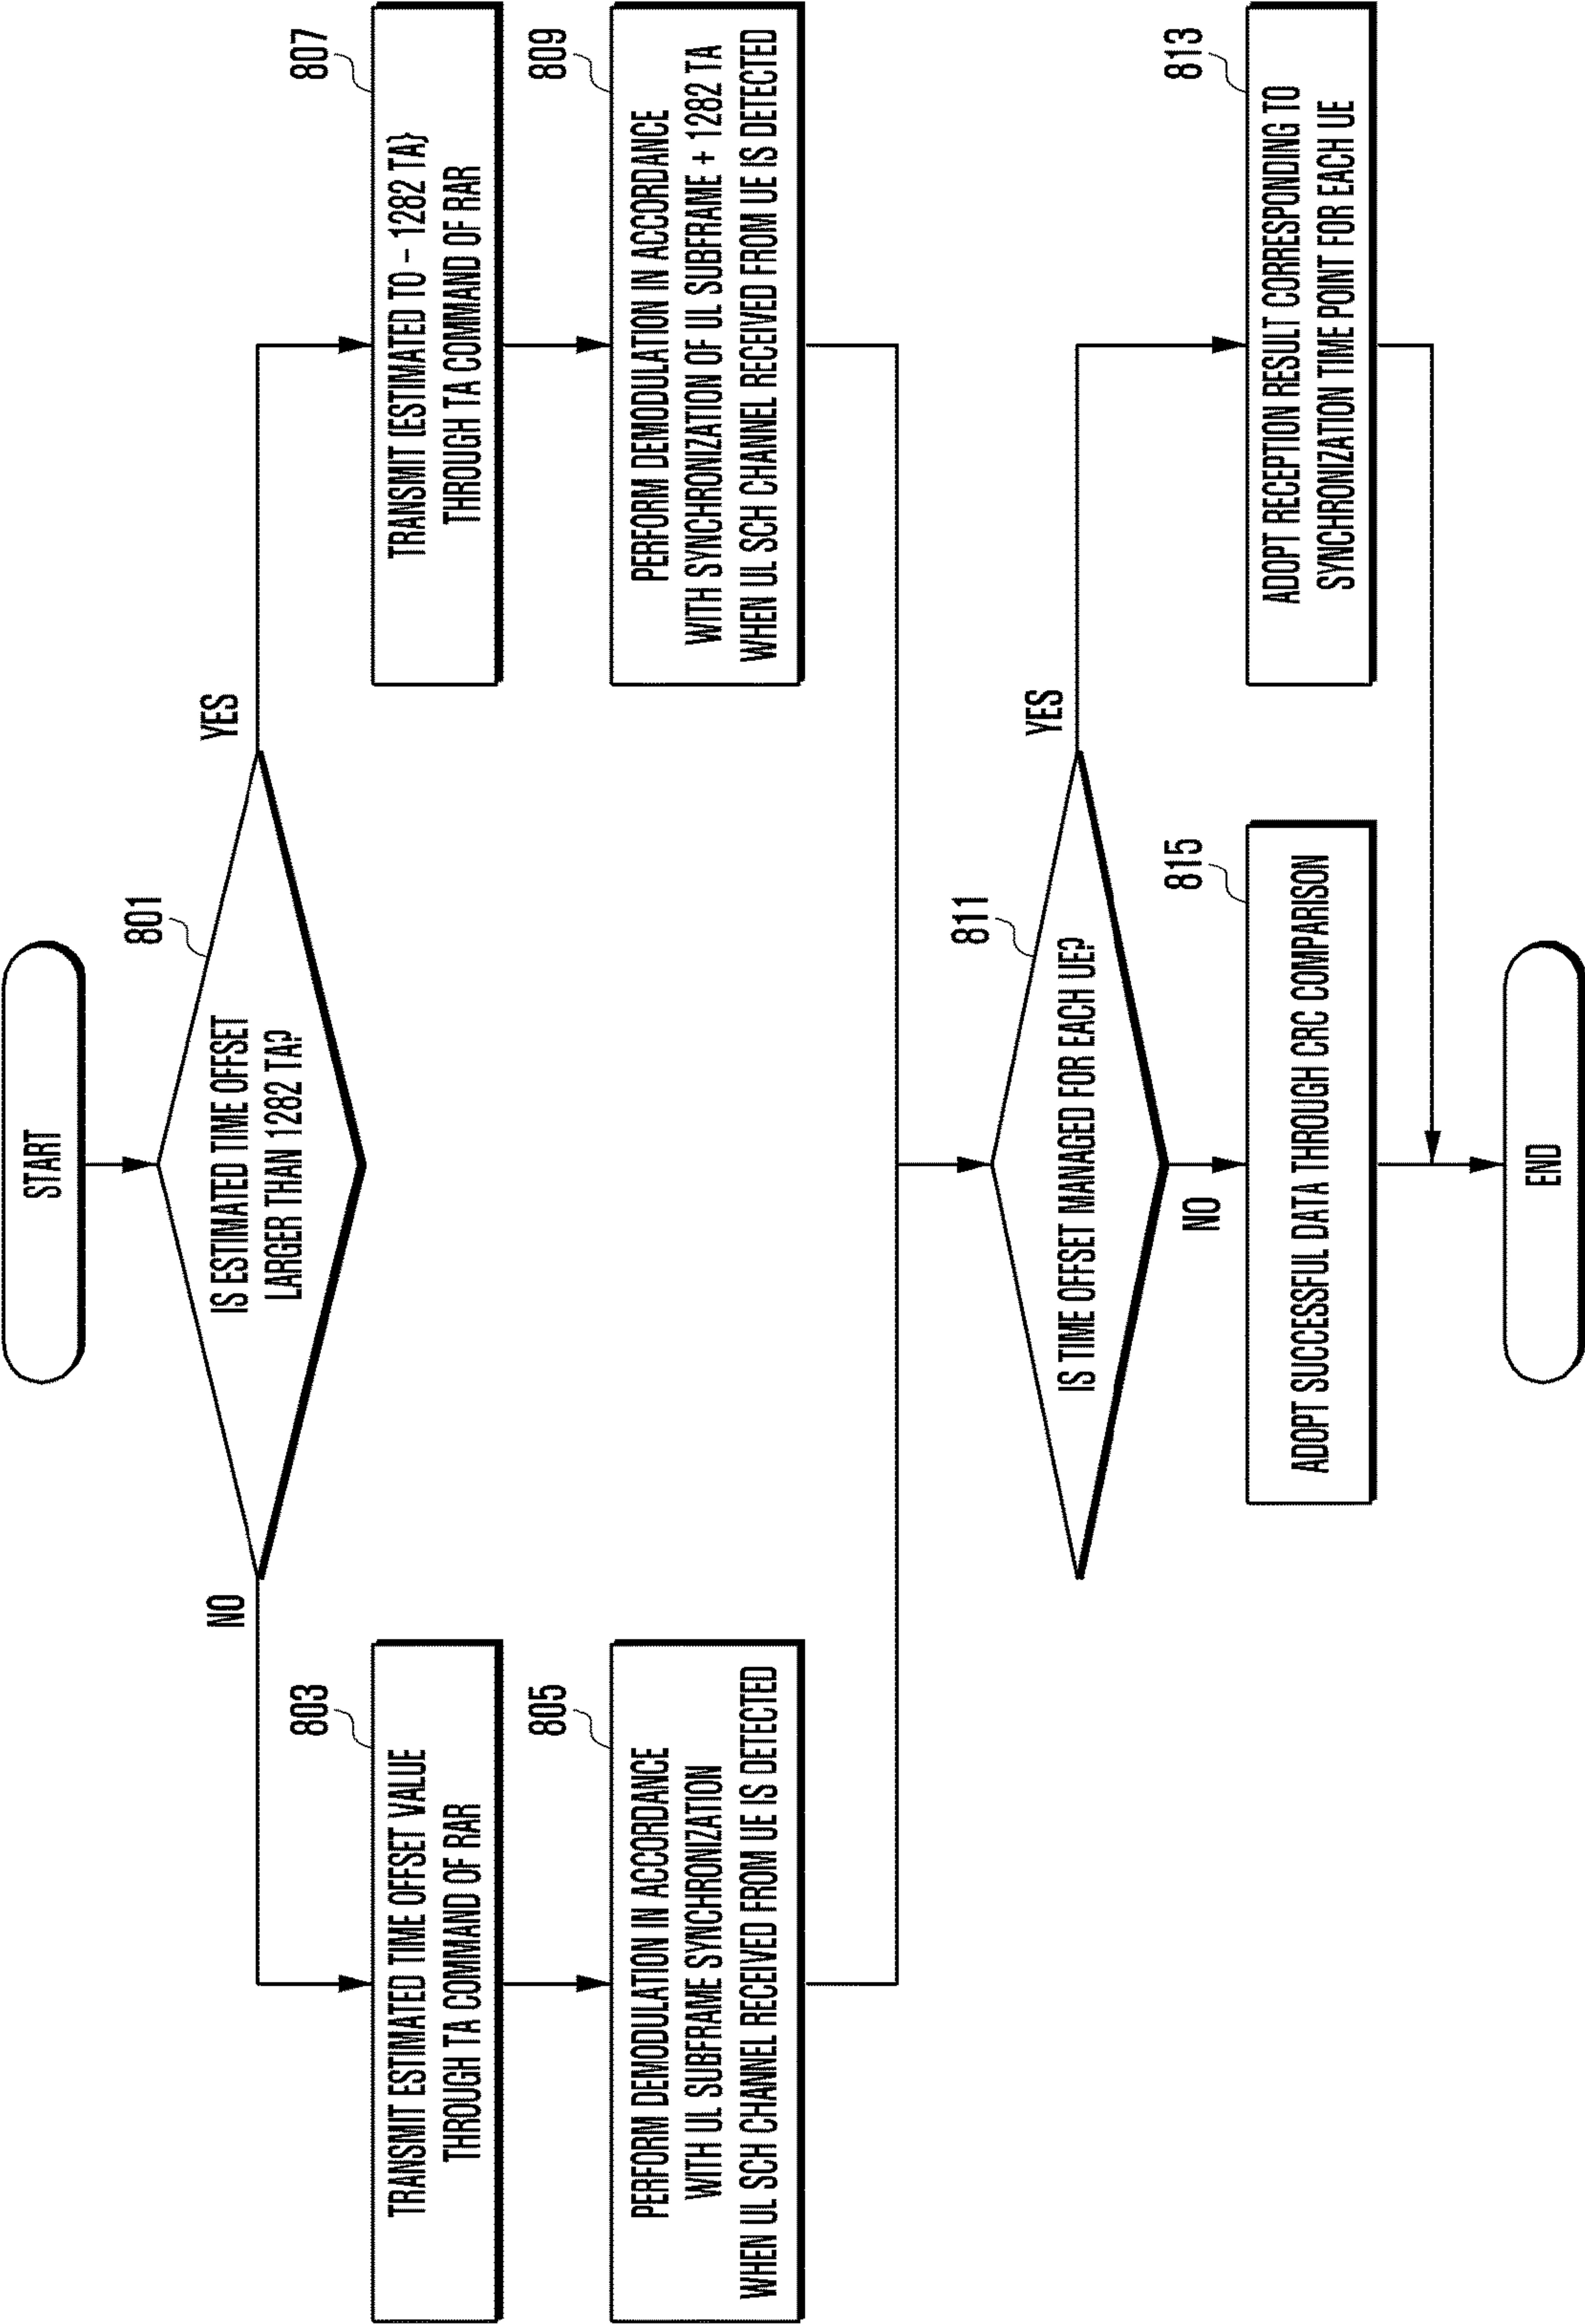 START
801
IS ESTIMATED TIME OFFSET
LARGER THAN 1282 TA?
NO
YES
803
TRANSMIT ESTIMATED TIME OFFSET VALUE
THROUGH TA COMMAND OF RAR
807
TRANSMIT (ESTIMATED TO - 1282 TA)
THROUGH TA COMMAND OF RAR
805
PERFORM DEMODULATION IN ACCORDANCE
WITH UL SUBFRAME SYNCHRONIZATION
WHEN UL SCH CHANNEL RECEIVED FROM UE IS DETECTED
809
PERFORM DEMODULATION IN ACCORDANCE
WITH SYNCHRONIZATION OF UL SUBFRAME + 1282 TA
WHEN UL SCH CHANNEL RECEIVED FROM UE IS DETECTED
811
IS TIME OFFSET MANAGED FOR EACH UE?
YES
NO
815
ADOPT SUCCESSFUL DATA THROUGH CRC COMPARISON
813
ADOPT RECEPTION RESULT CORRESPONDING TO
SYNCHRONIZATION TIME POINT FOR EACH UE
END